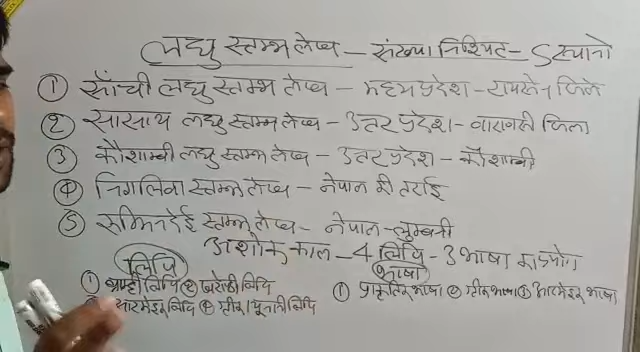 लघु स्तम्भ लेख – संख्या निश्चित – 5 स्थानो
① साँची लघु स्तम्भ लेख – मध्य प्रदेश – रायसेन जिले
② सारनाथ लघु स्तम्भ लेख – उत्तर प्रदेश – वाराणसी जिला
③ कौशाम्बी लघु स्तम्भ लेख – उत्तर प्रदेश – कौशाम्बी
④ निगलिवा स्तम्भ लेख – नेपाल की तराई
⑤ रुम्मिनदेई स्तम्भ लेख – नेपाल – लुम्बनी
अशोक काल – 4 लिपि – 3 भाषा का प्रयोग
लिपि भाषा
① ब्राम्ही लिपि ② खरोष्ठी लिपि ① प्राकृतिक भाषा ② ग्रीक भाषा ③ आरमेइक भाषा
आरमेइक लिपि ④ ग्रीक यूनानी लिपि